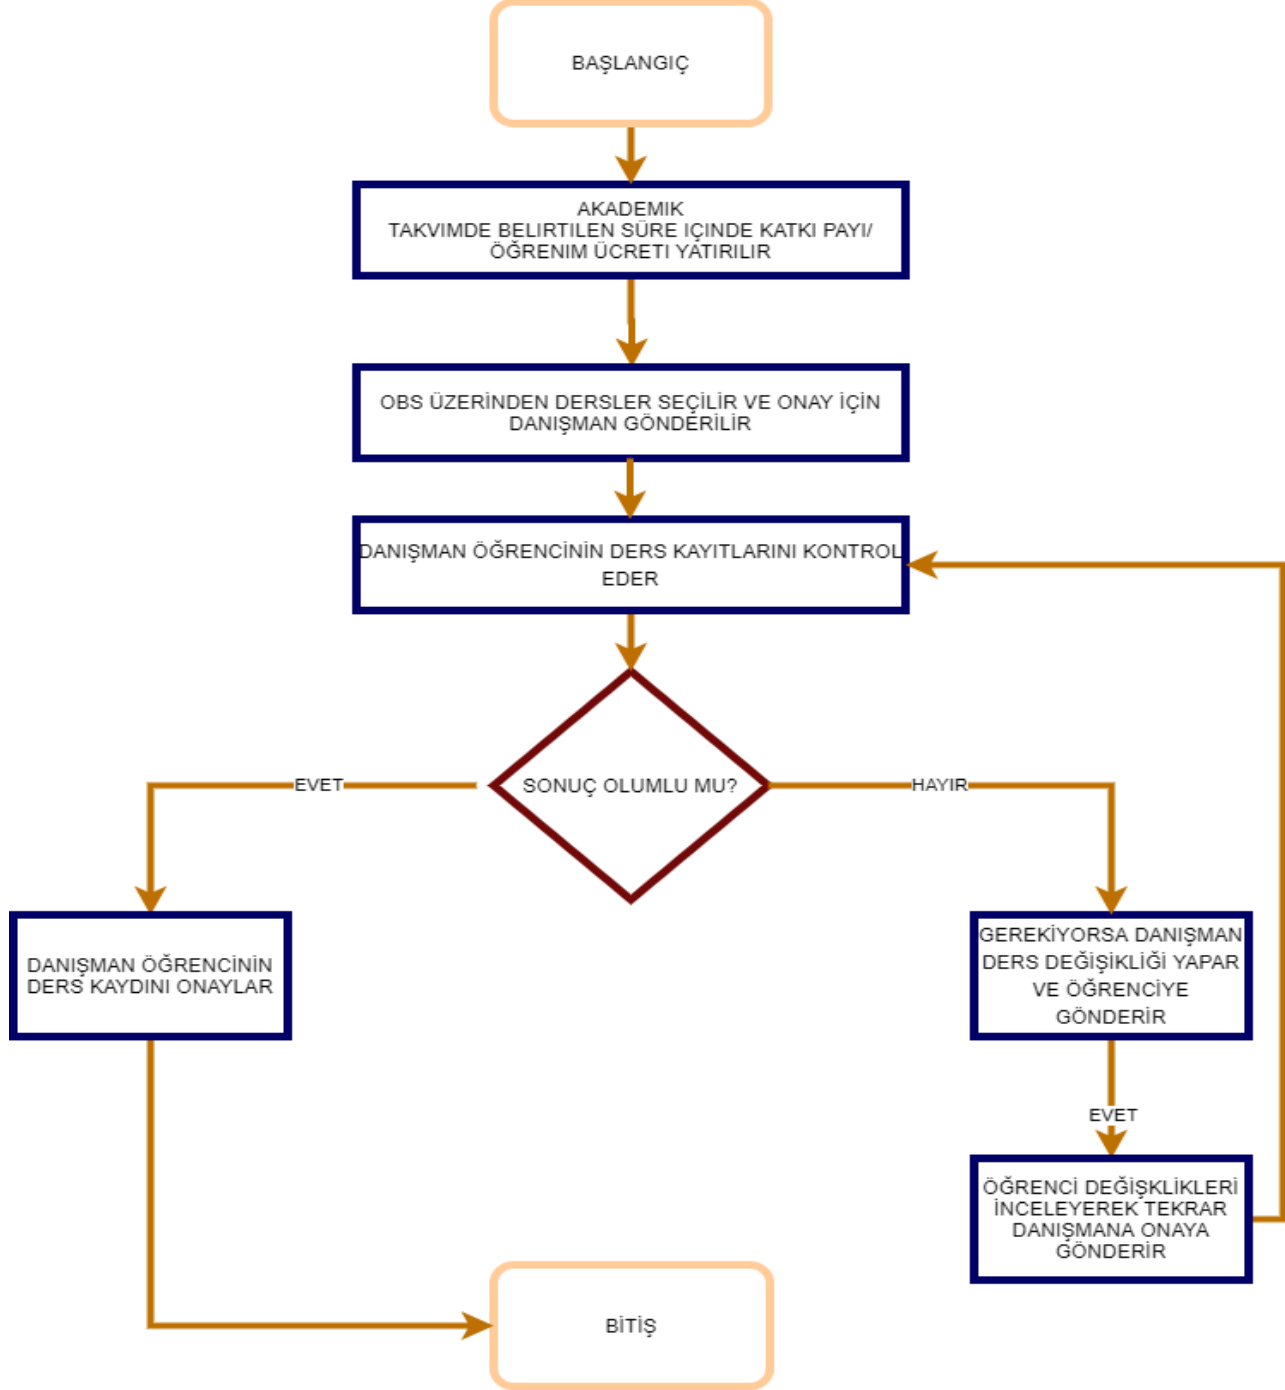 BAŞLANGIÇ
AKADEMIK
TAKVIMDE BELIRTILEN SÜRE IÇINDE KATKI PAYI/
ÖĞRENIM ÜCRETI YATIRILIR
OBS ÜZERİNDEN DERSLER SEÇİLİR VE ONAY İÇİN
DANIŞMAN GÖNDERİLİR
DANIŞMAN ÖĞRENCİNİN DERS KAYITLARINI KONTROL
EDER
SONUÇ OLUMLU MU?
EVET
HAYIR
DANIŞMAN ÖĞRENCİNİN
DERS KAYDINI ONAYLAR
GEREKİYORSA DANIŞMAN
DERS DEĞİŞİKLİĞİ YAPAR
VE ÖĞRENCİYE
GÖNDERİR
EVET
ÖĞRENCİ DEĞİŞKLİKLERİ
İNCELEYEREK TEKRAR
DANIŞMANA ONAYA
GÖNDERİR
BİTİŞ